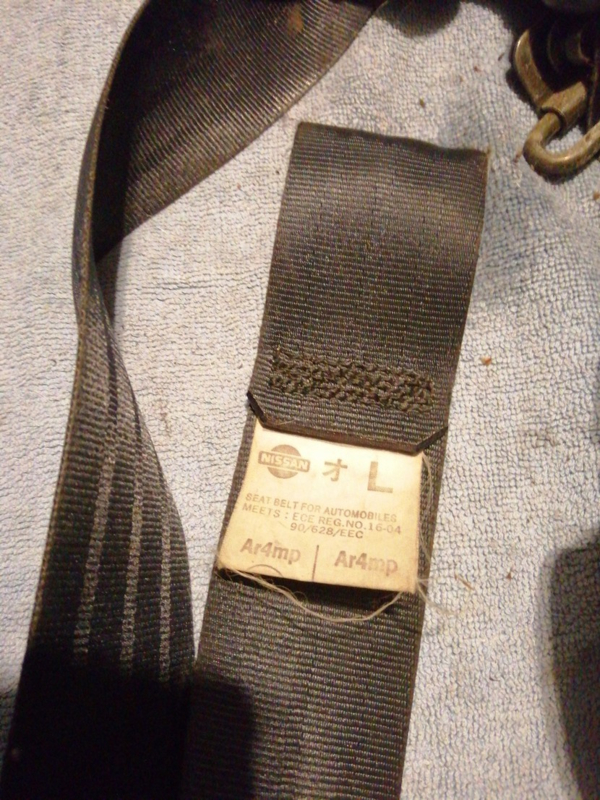 NISSAN オ L
SEAT BELT FOR AUTOMOBILES
MEETS : ECE REG.NO.16-04
90/628/EEC
Ar4mp | Ar4mp